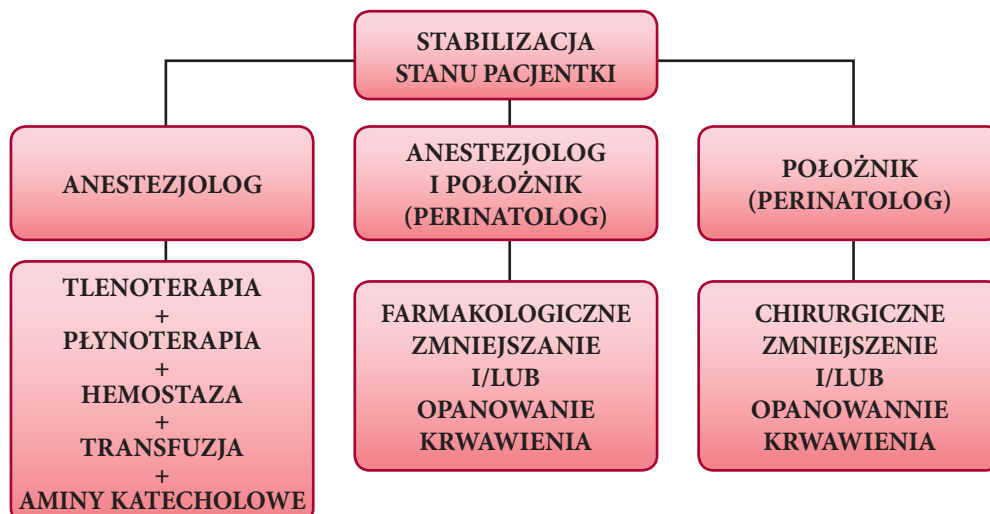 STABILIZACJA
STANU PACJENTKI
ANESTEZJOLOG
ANESTEZJOLOG
I POŁOŻNIK
(PERINATOLOG)
POŁOŻNIK
(PERINATOLOG)
TLENOTERAPIA
+
PŁYNOTERAPIA
+
HEMOSTAZA
+
TRANSFUZJA
+
AMINY KATECHOLOWE
FARMAKOLOGICZNE
ZMNIEJSZANIE
I/LUB
OPANOWANIE
KRWAWIENIA
CHIRURGICZNE
ZMNIEJSZENIE
I/LUB
OPANOWANNIE
KRWAWIENIA